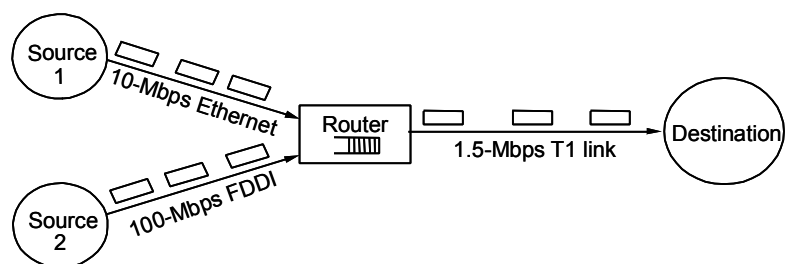 Source
1
10-Mbps Ethernet
Router
1.5-Mbps T1 link
Destination
Source
2
100-Mbps FDDI